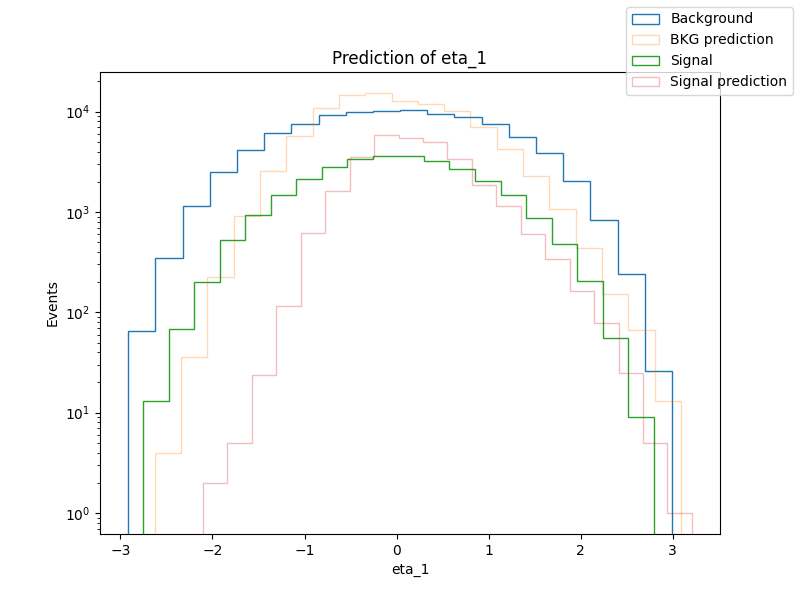 Prediction of eta_1
Background
BKG prediction
Signal
Signal prediction
Events
10⁴
10³
10²
10¹
10⁰
−3
−2
−1
0
1
2
3
eta_1